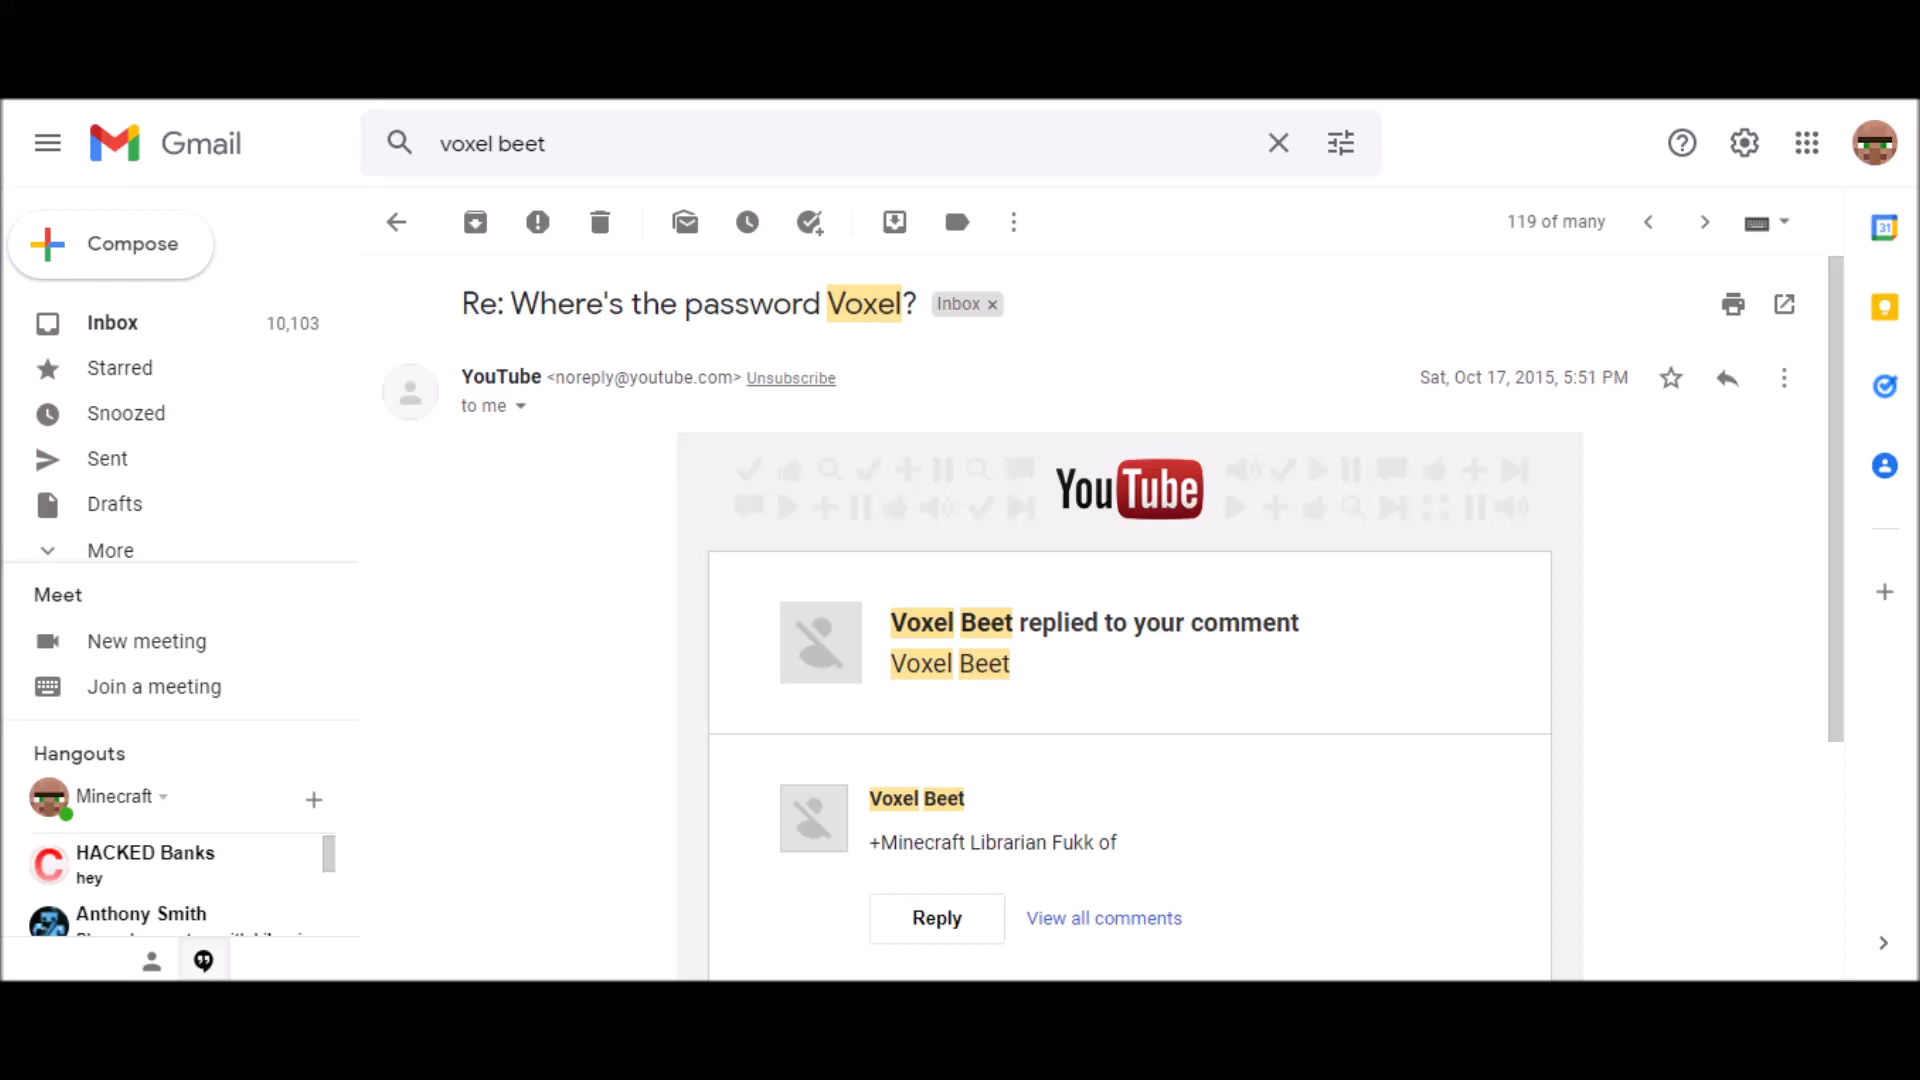 Gmail
voxel beet
Compose
119 of many
Re: Where's the password Voxel?
Inbox ×
Inbox 10,103
Starred
Snoozed
Sent
Drafts
More
YouTube <noreply@youtube.com> Unsubscribe
Sat, Oct 17, 2015, 5:51 PM
to me
YouTube
Voxel Beet replied to your comment
Voxel Beet
Voxel Beet
+Minecraft Librarian Fukk of
Reply
View all comments
Meet
New meeting
Join a meeting
Hangouts
Minecraft
HACKED Banks
hey
Anthony Smith
31